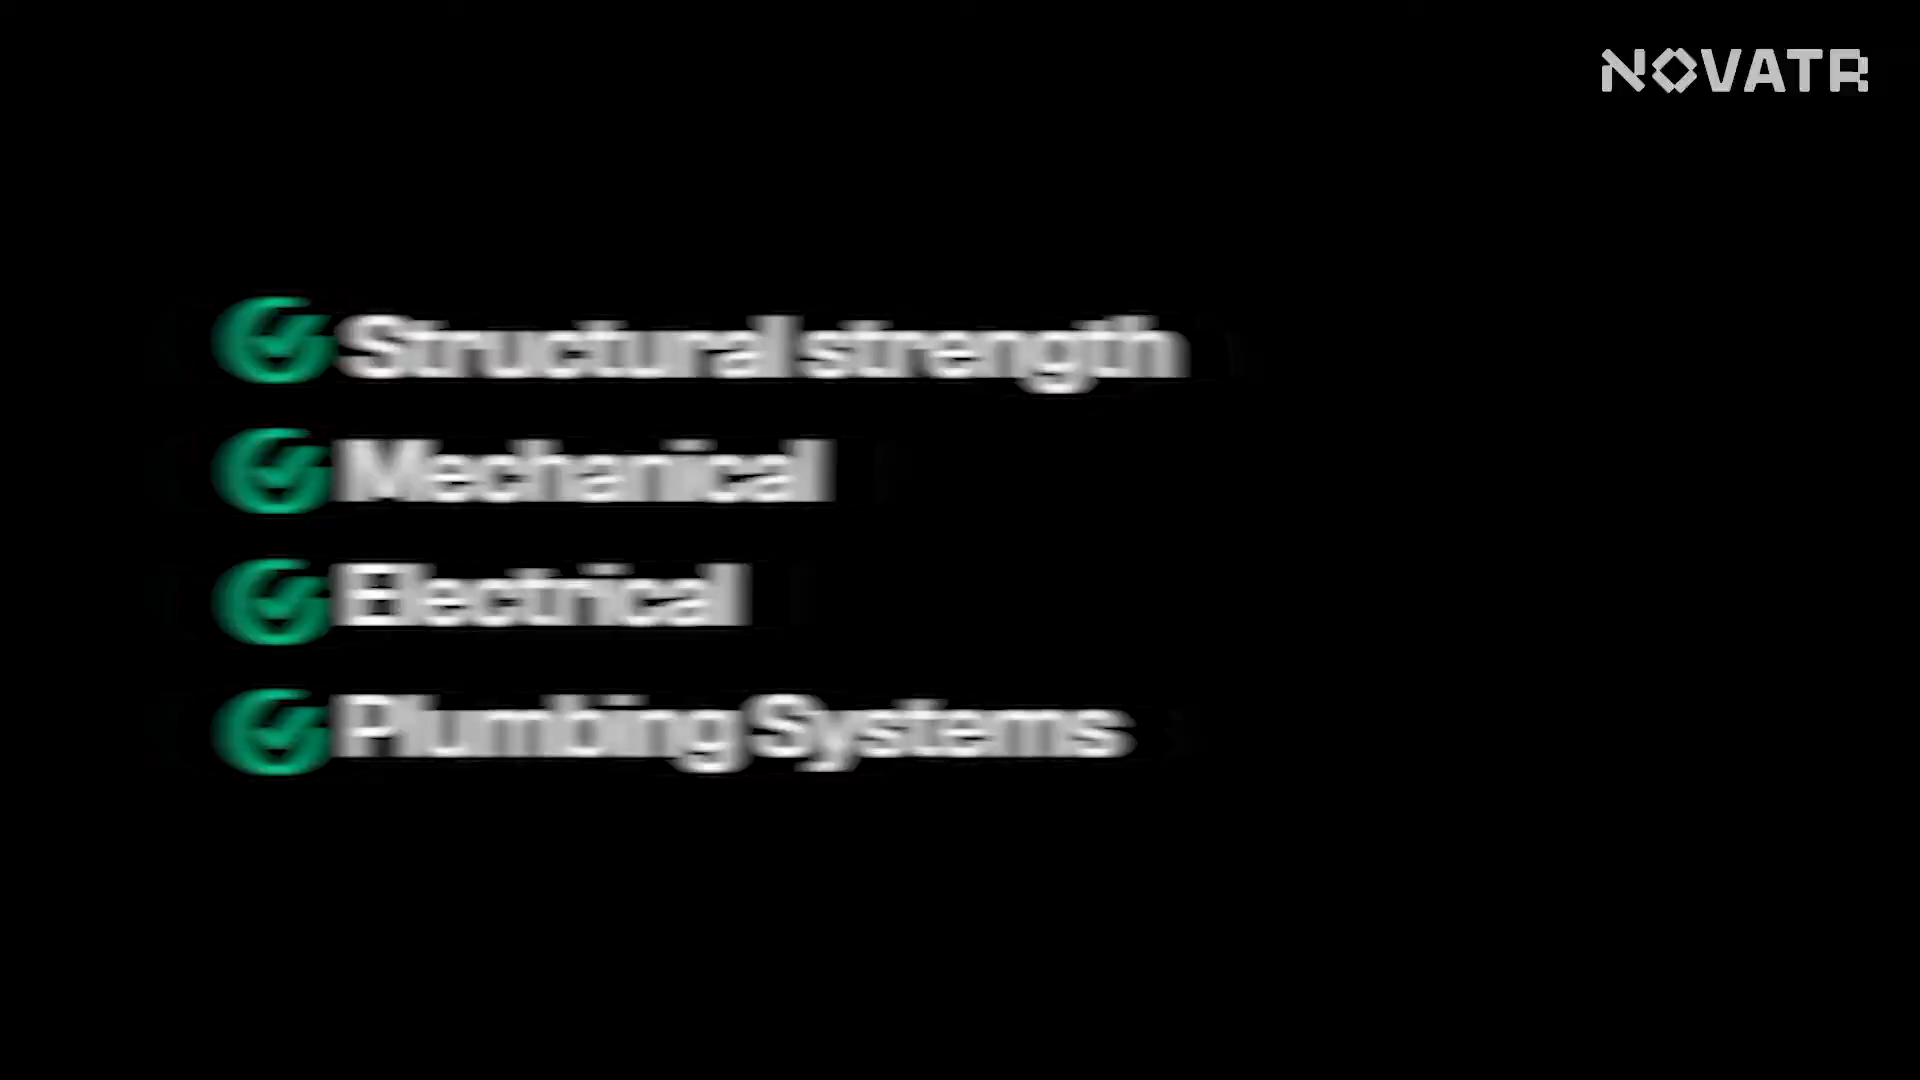 NOVATR
Structural strength
Mechanical
Electrical
Plumbing Systems